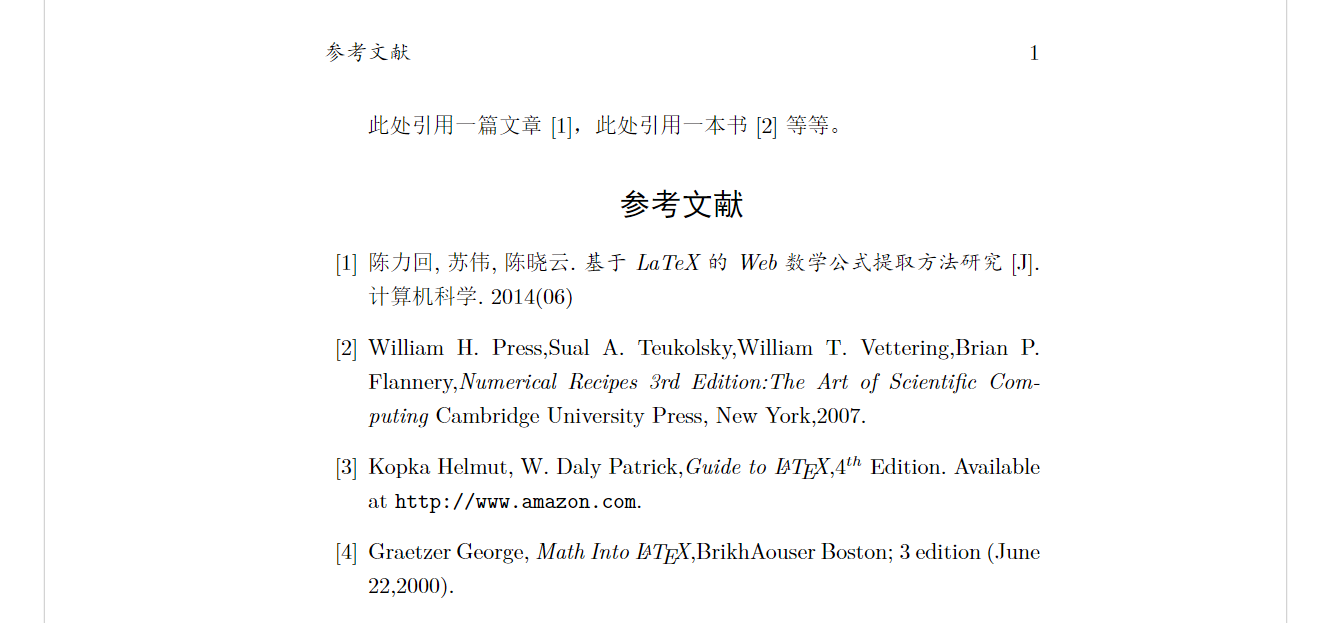 参考文献 1
此处引用一篇文章 [1]，此处引用一本书 [2] 等等。
参考文献
[1] 陈力回, 苏伟, 陈晓云. 基于 LaTeX 的 Web 数学公式提取方法研究 [J].
计算机科学. 2014(06)
[2] William H. Press,Sual A. Teukolsky,William T. Vettering,Brian P.
Flannery,Numerical Recipes 3rd Edition:The Art of Scientific Com-
puting Cambridge University Press, New York,2007.
[3] Kopka Helmut, W. Daly Patrick,Guide to LATEX,4th Edition. Available
at http://www.amazon.com.
[4] Graetzer George, Math Into LATEX,BrikhAouser Boston; 3 edition (June
22,2000).